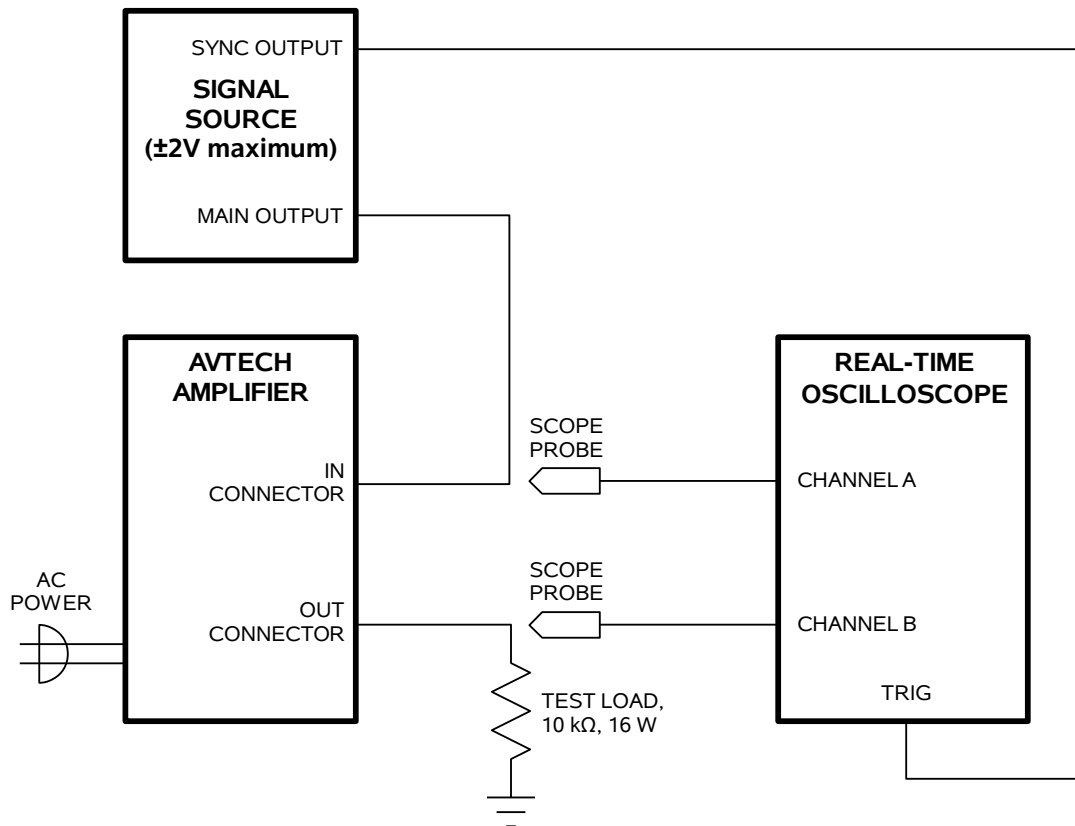 SYNC OUTPUT
SIGNAL
SOURCE
(±2V maximum)
MAIN OUTPUT
AVTECH
AMPLIFIER
IN
CONNECTOR
OUT
CONNECTOR
AC
POWER
SCOPE
PROBE
SCOPE
PROBE
TEST LOAD,
10 kΩ, 16 W
REAL-TIME
OSCILLOSCOPE
CHANNEL A
CHANNEL B
TRIG